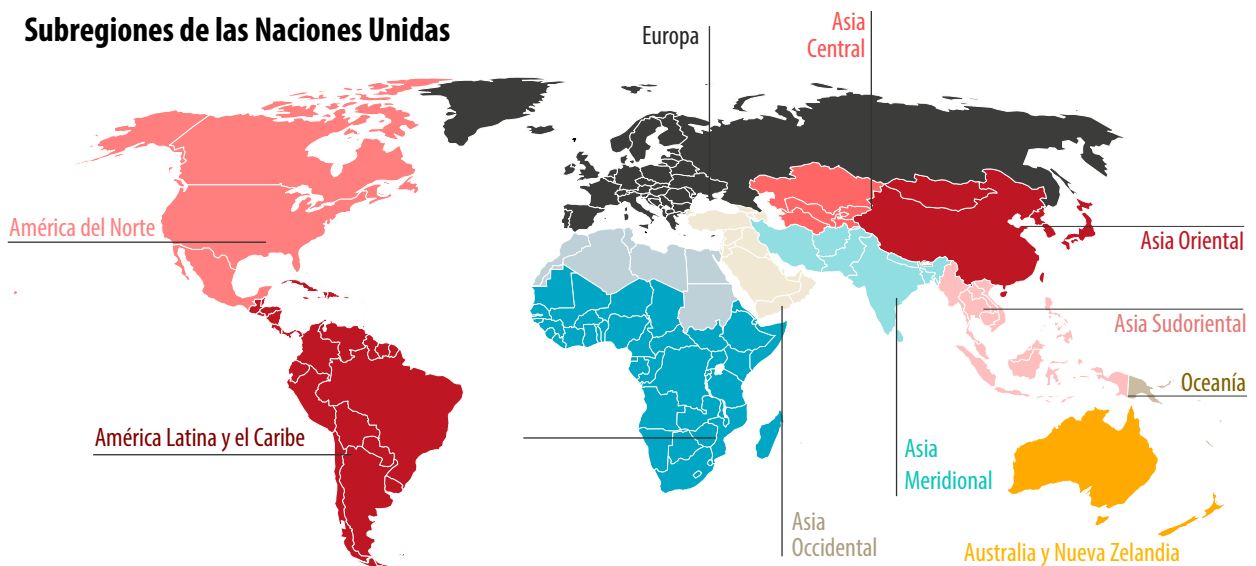 Subregiones de las Naciones Unidas
Europa
Asia
Central
América del Norte
Asia Oriental
Asia Sudoriental
Oceanía
América Latina y el Caribe
Asia
Meridional
Asia
Occidental
Australia y Nueva Zelandia